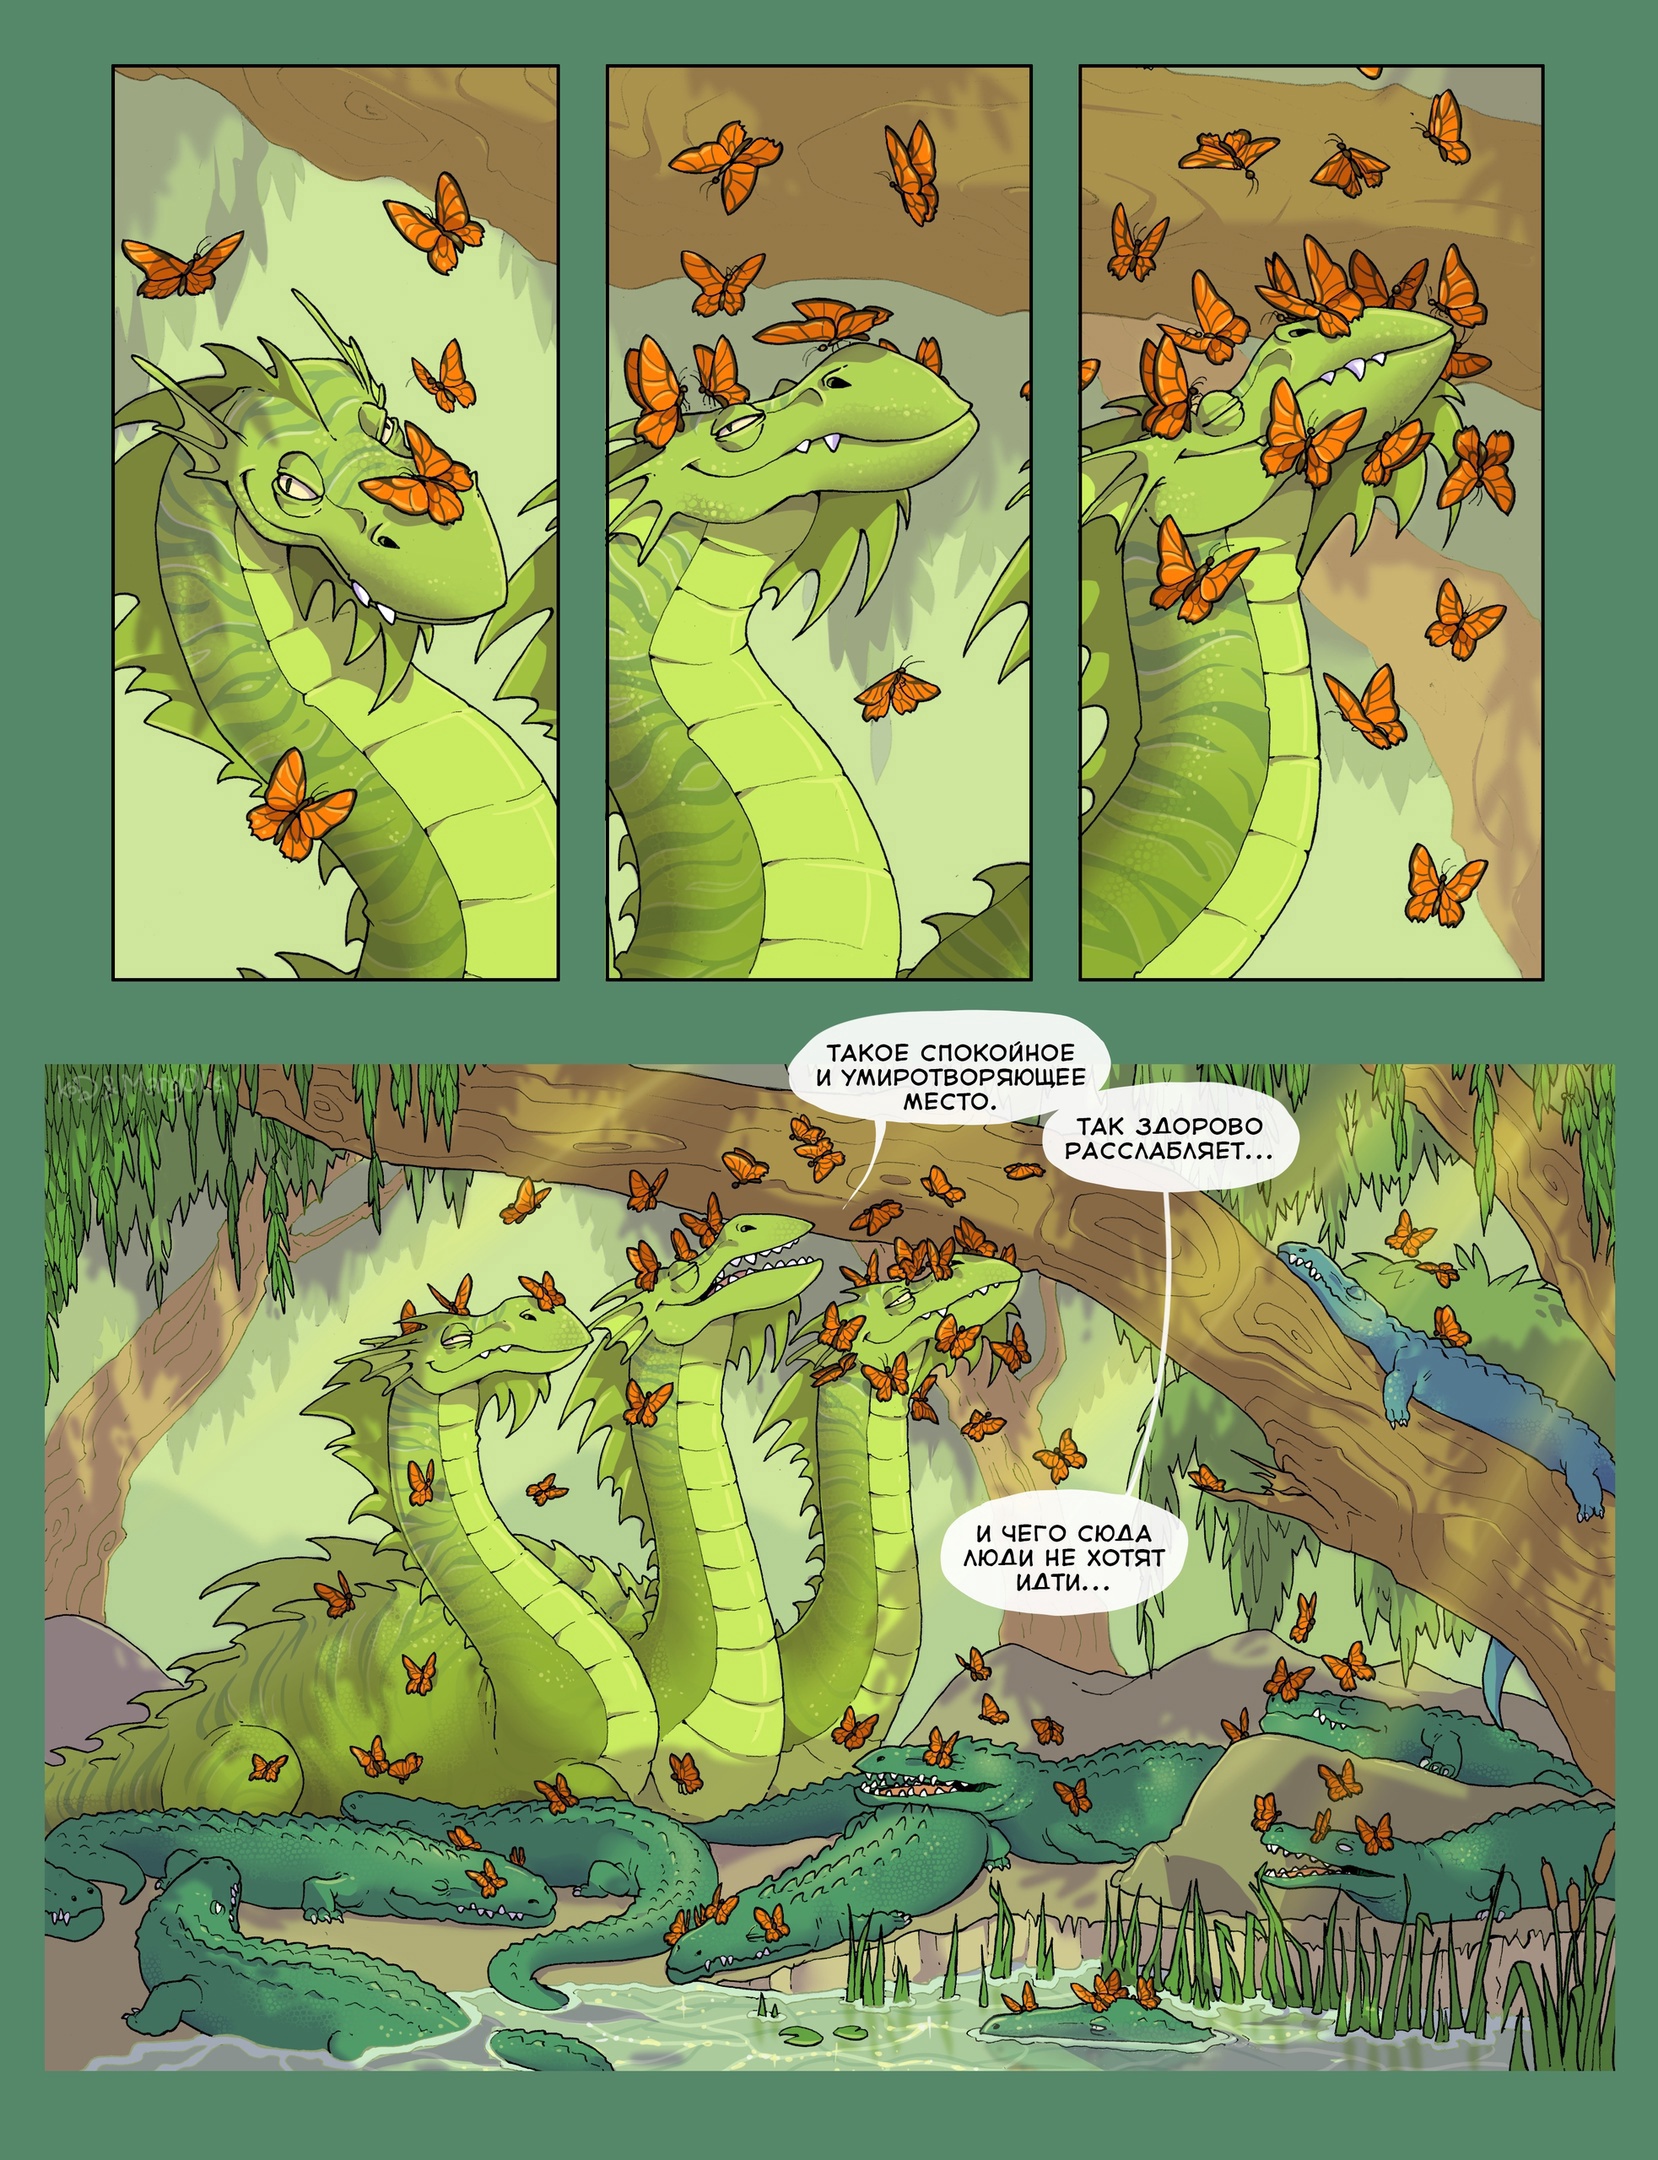 ТАКОЕ СПОКОЙНОЕ
И УМИРОТВОРЯЮЩЕЕ
МЕСТО.
ТАК ЗДОРОВО
РАССЛАБЛЯЕТ...
И ЧЕГО СЮДА
ЛЮДИ НЕ ХОТЯТ
ИДТИ...